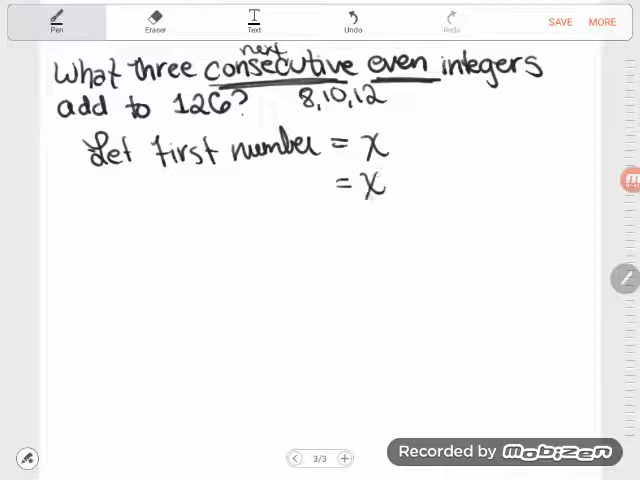 Pen
Eraser
Text
Undo
Redo
SAVE
MORE
next
What three consecutive even integers
add to 126? 8,10,12
Let first number = x
= x
3/3
Recorded by mobizen